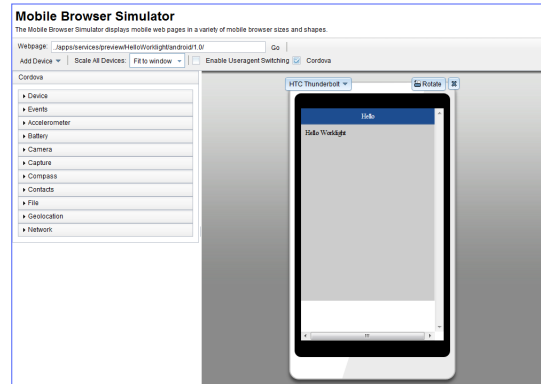 Mobile Browser Simulator
The Mobile Browser Simulator displays mobile web pages in a variety of mobile browser sizes and shapes.
Webpage: ./apps/services/preview/HelloWorklight/android/1.0/ Go
Add Device Scale All Devices: Fit to window Enable Useragent Switching Cordova
Cordova
Device
Events
Accelerometer
Battery
Camera
Capture
Compass
Contacts
File
Geolocation
Network
HTC Thunderbolt Rotate
Hello
Hello Worklight